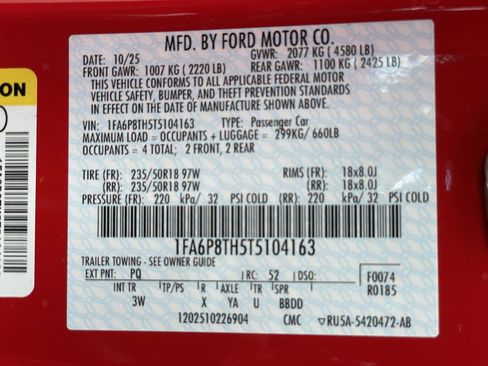 MFD. BY FORD MOTOR CO.
DATE: 10/25 GVWR: 2077 KG (4580 LB)
FRONT GAWR: 1007 KG (2220 LB) REAR GAWR: 1100 KG (2425 LB)
THIS VEHICLE CONFORMS TO ALL APPLICABLE FEDERAL MOTOR
VEHICLE SAFETY, BUMPER, AND THEFT PREVENTION STANDARDS
IN EFFECT ON THE DATE OF MANUFACTURE SHOWN ABOVE.
VIN: 1FA6P8TH5T5104163 TYPE: Passenger Car
MAXIMUM LOAD = OCCUPANTS + LUGGAGE = 299KG/ 660LB
OCCUPANTS = 4 TOTAL; 2 FRONT, 2 REAR
TIRE (FR): 235/50R18 97W RIMS (FR): 18x8.0J
(RR): 235/50R18 97W (RR): 18x8.0J
PRESSURE (FR): 220 kPa/ 32 PSI COLD (RR): 220 kPa/ 32 PSI COLD
1FA6P8TH5T5104163
TRAILER TOWING - SEE OWNER GUIDE
EXT PNT: PQ RC: 52 DSO: F0074
R0185
INT TR TP/PS R AXLE TR SPR
3W X YA U BBDD
1202510226904 CMC RU5A-5420472-AB
ON